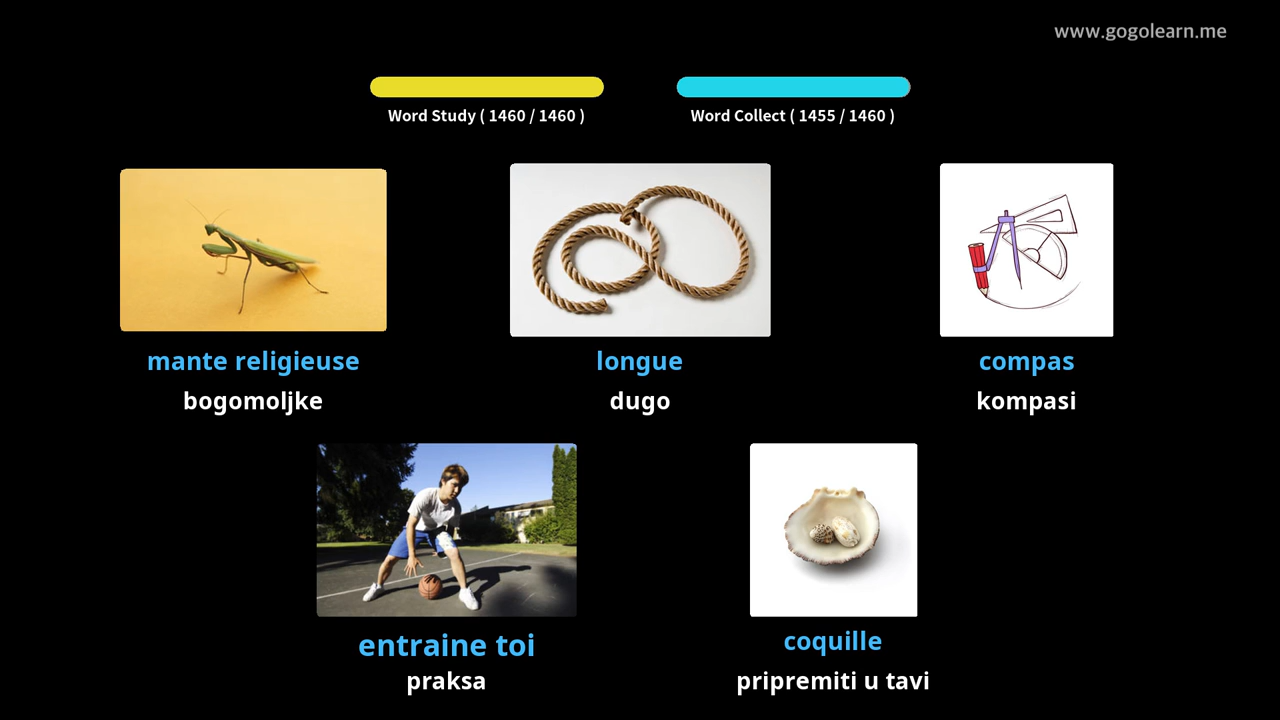 www.gogolearn.me
Word Study ( 1460 / 1460 )
Word Collect ( 1455 / 1460 )
mante religieuse
bogomoljke
longue
dugo
compas
kompasi
entraine toi
praksa
coquille
pripremiti u tavi